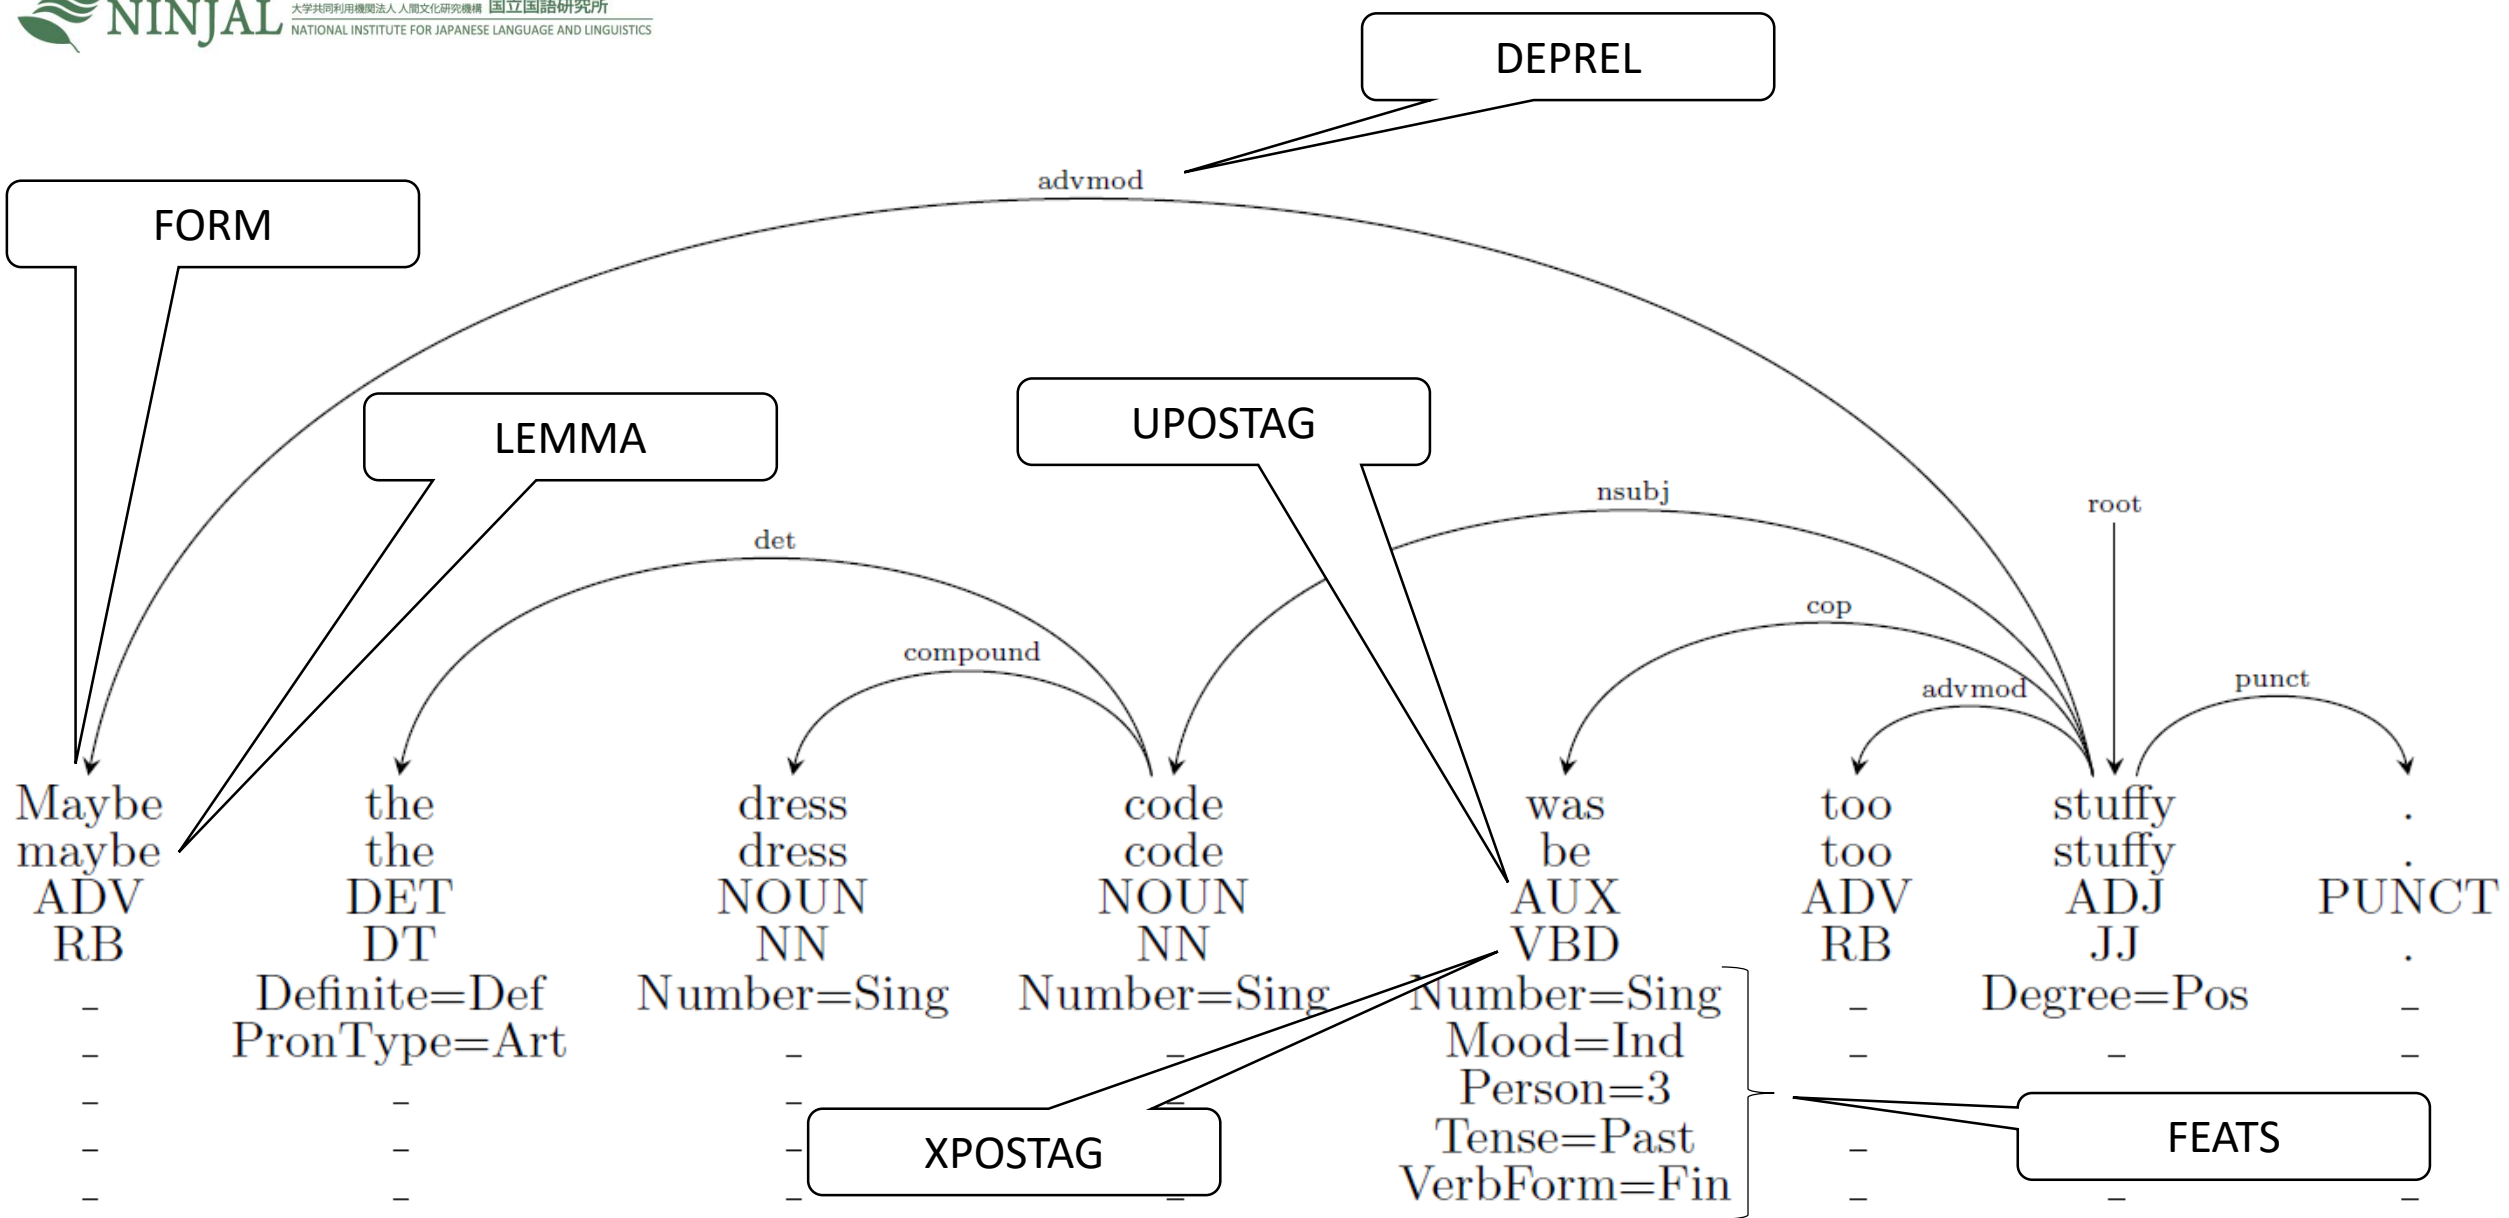 NINJAL 大学共同利用機関法人 人間文化研究機構 国立国語研究所
NATIONAL INSTITUTE FOR JAPANESE LANGUAGE AND LINGUISTICS
DEPREL
advmod
FORM
LEMMA
UPOSTAG
nsubj
root
det
cop
compound
advmod
punct
Maybe the dress code was too stuffy .
maybe the dress code be too stuffy .
ADV DET NOUN NOUN AUX ADV ADJ PUNCT
RB DT NN NN VBD RB JJ .
_ Definite=Def Number=Sing Number=Sing Number=Sing _ Degree=Pos _
_ PronType=Art _ _ Mood=Ind _ _ _
_ _ _ _ Person=3
_ _ _ Tense=Past _
_ _ _ _ VerbForm=Fin _ _ _
XPOSTAG
FEATS